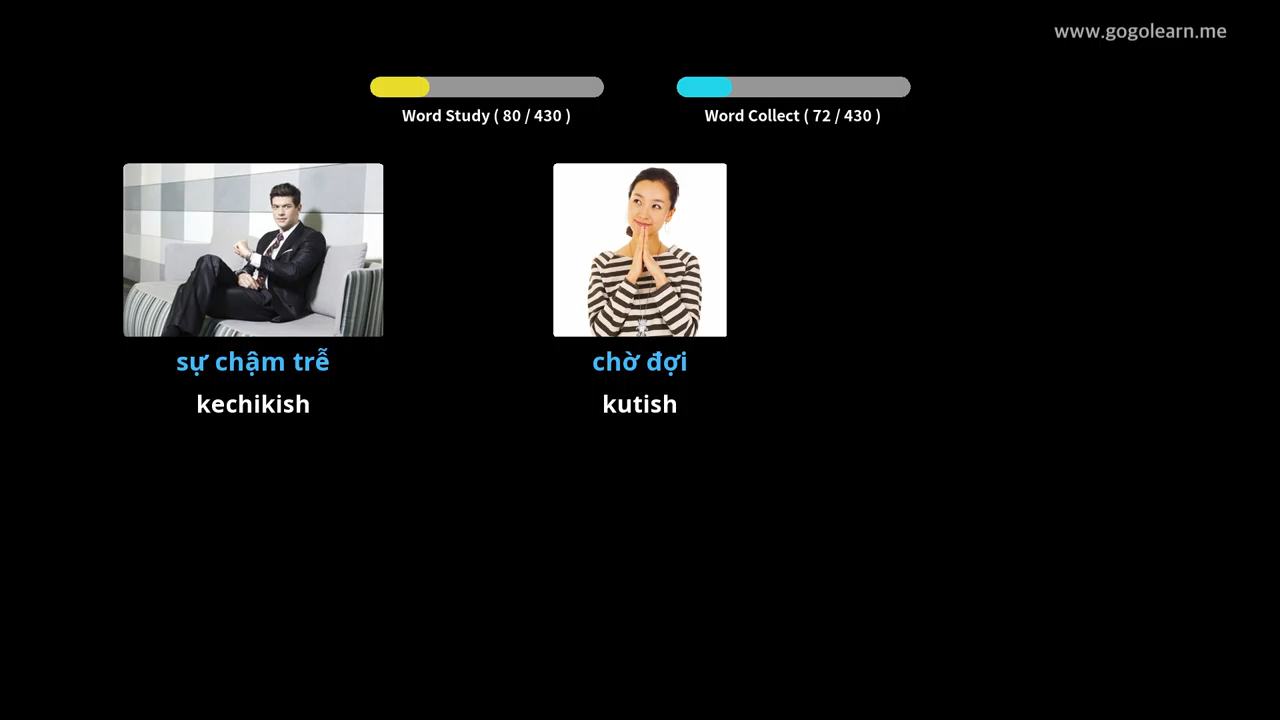 www.gogolearn.me
Word Study ( 80 / 430 )
Word Collect ( 72 / 430 )
sự chậm trễ
chờ đợi
kechikish
kutish